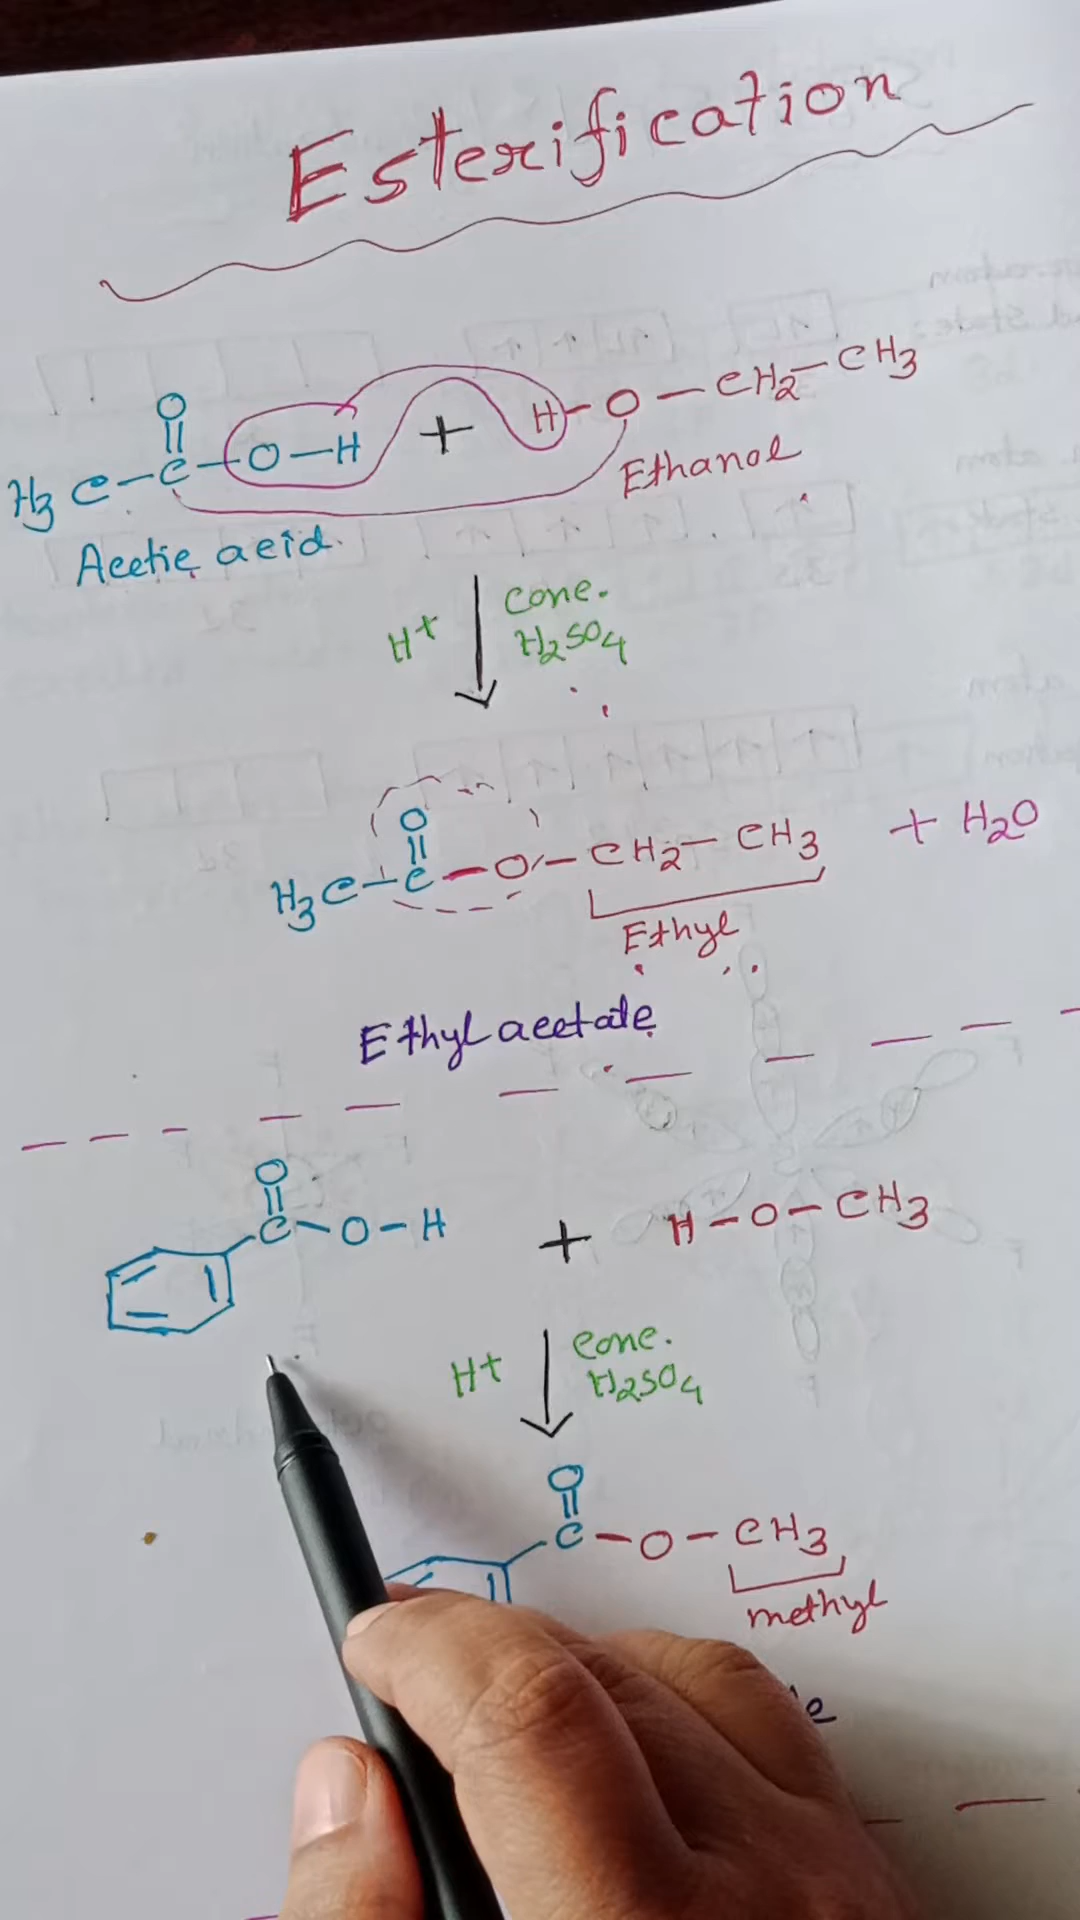 Esterification
O
||
H3C—C—O—H + H—O—CH2—CH3
Ethanol
Acetic acid
H+ conc.
H2SO4
O
||
H3C—C—O—CH2—CH3 + H2O
Ethyl
Ethyl acetate
O
||
C—O—H + H—O—CH3
H+ conc.
H2SO4
O
||
C—O—CH3
methyl